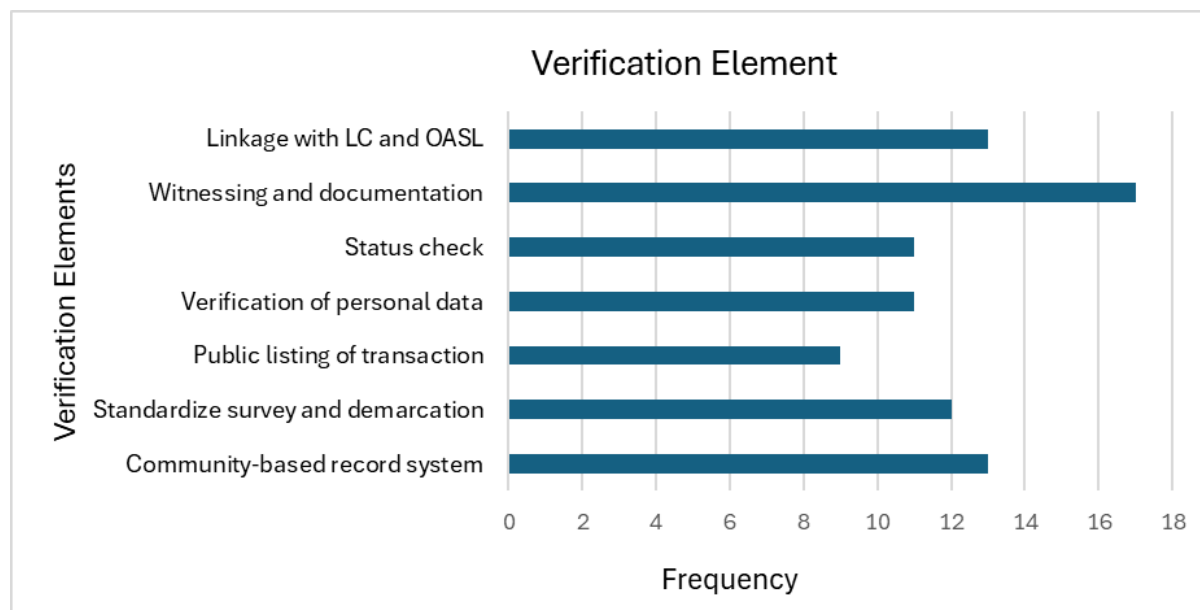 Verification Element
Verification Elements
Linkage with LC and OASL
Witnessing and documentation
Status check
Verification of personal data
Public listing of transaction
Standardize survey and demarcation
Community-based record system
0 2 4 6 8 10 12 14 16 18
Frequency